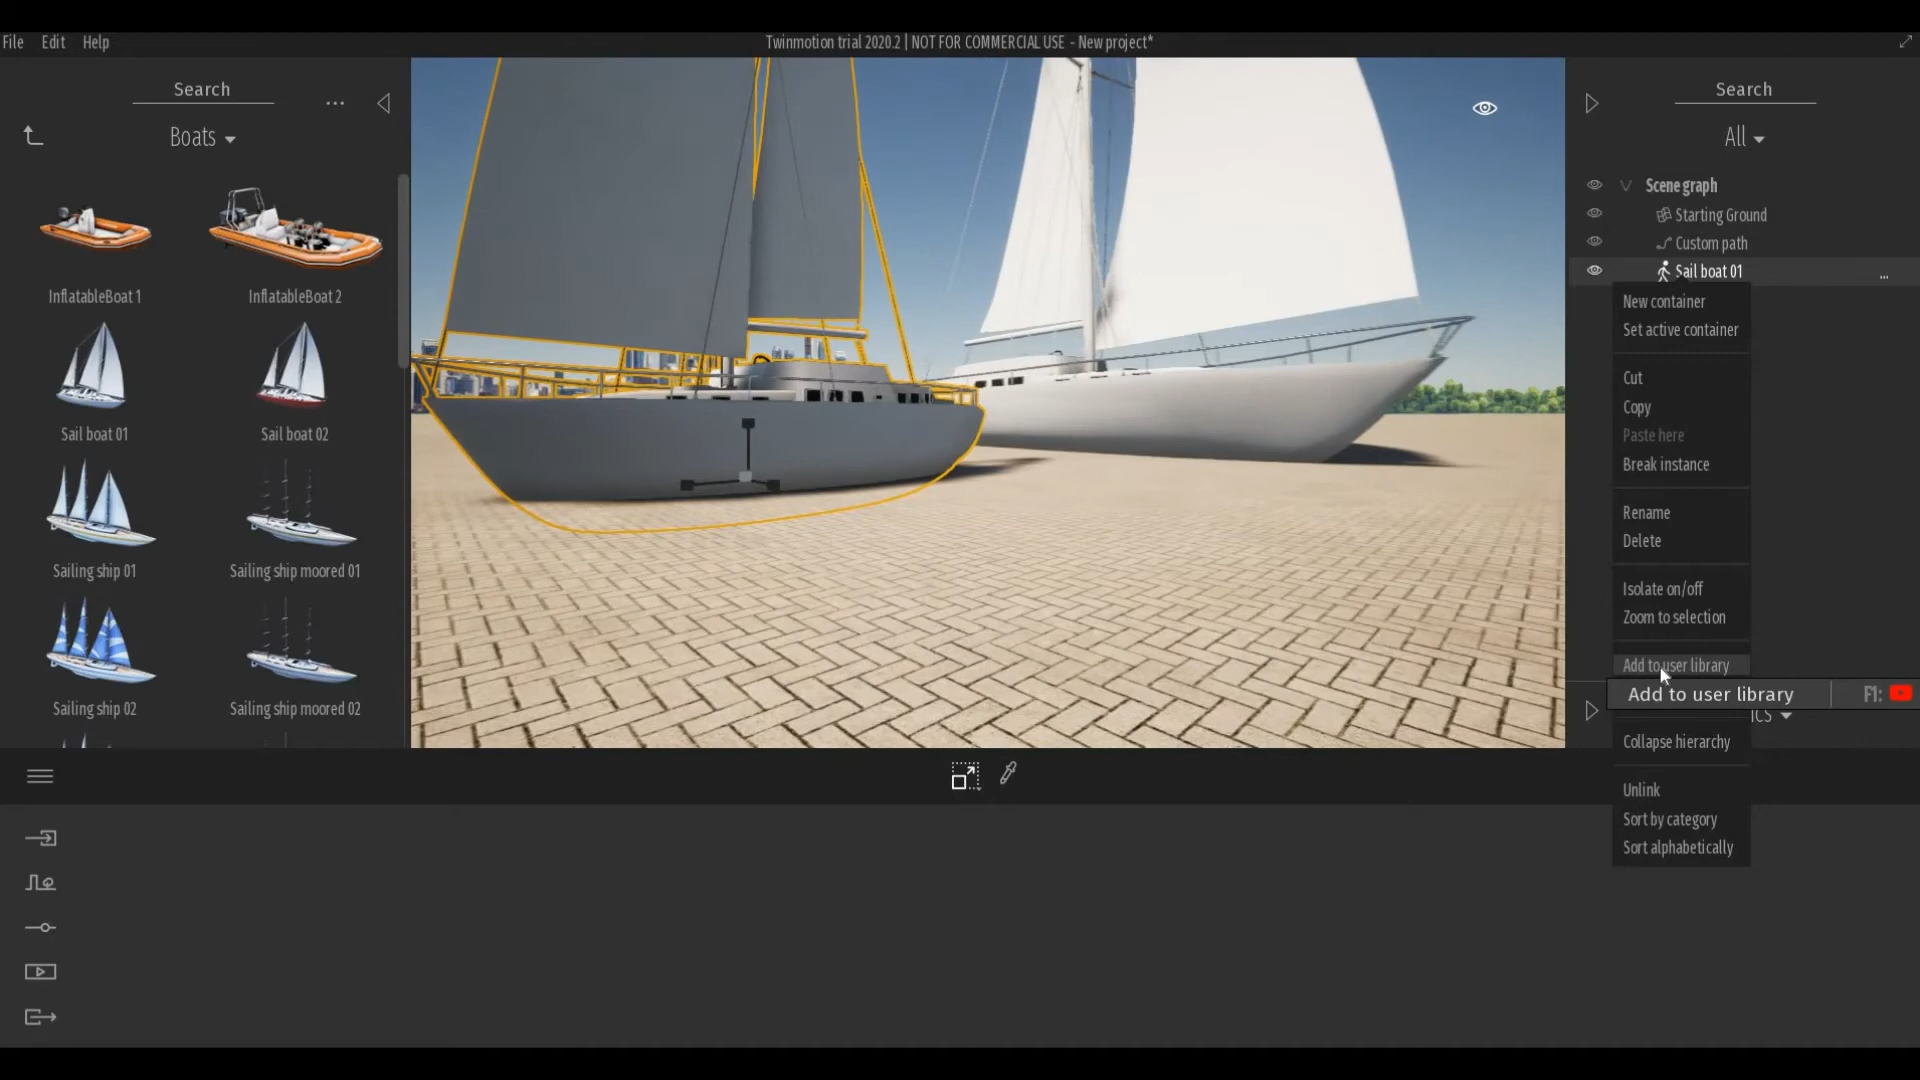 File Edit Help
Twinmotion trial 2020.2 | NOT FOR COMMERCIAL USE - New project*
Search
...
Boats
InflatableBoat 1
InflatableBoat 2
Sail boat 01
Sail boat 02
Sailing ship 01
Sailing ship moored 01
Sailing ship 02
Sailing ship moored 02
Search
All
Scene graph
Starting Ground
Custom path
Sail boat 01
...
New container
Set active container
Cut
Copy
Paste here
Break instance
Rename
Delete
Isolate on/off
Zoom to selection
Add to user library
Add to user library F1:
Collapse hierarchy
Unlink
Sort by category
Sort alphabetically